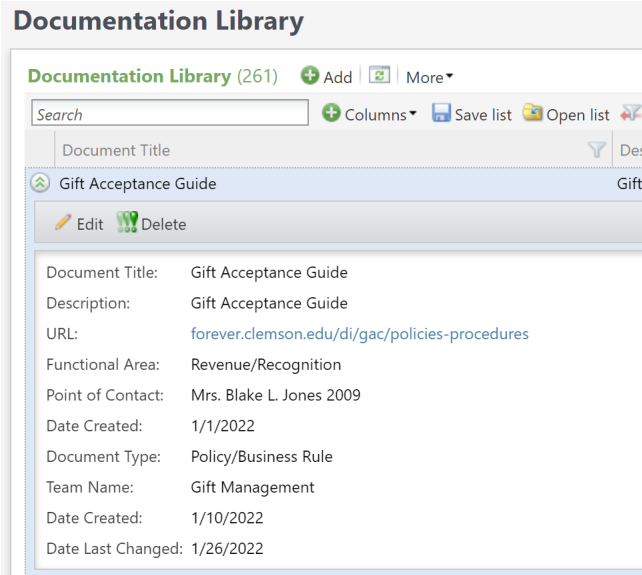 Documentation Library
Documentation Library (261) Add More
Search Columns Save list Open list
Document Title Des
Gift Acceptance Guide Gift
Edit Delete
Document Title: Gift Acceptance Guide
Description: Gift Acceptance Guide
URL: forever.clemson.edu/di/gac/policies-procedures
Functional Area: Revenue/Recognition
Point of Contact: Mrs. Blake L. Jones 2009
Date Created: 1/1/2022
Document Type: Policy/Business Rule
Team Name: Gift Management
Date Created: 1/10/2022
Date Last Changed: 1/26/2022